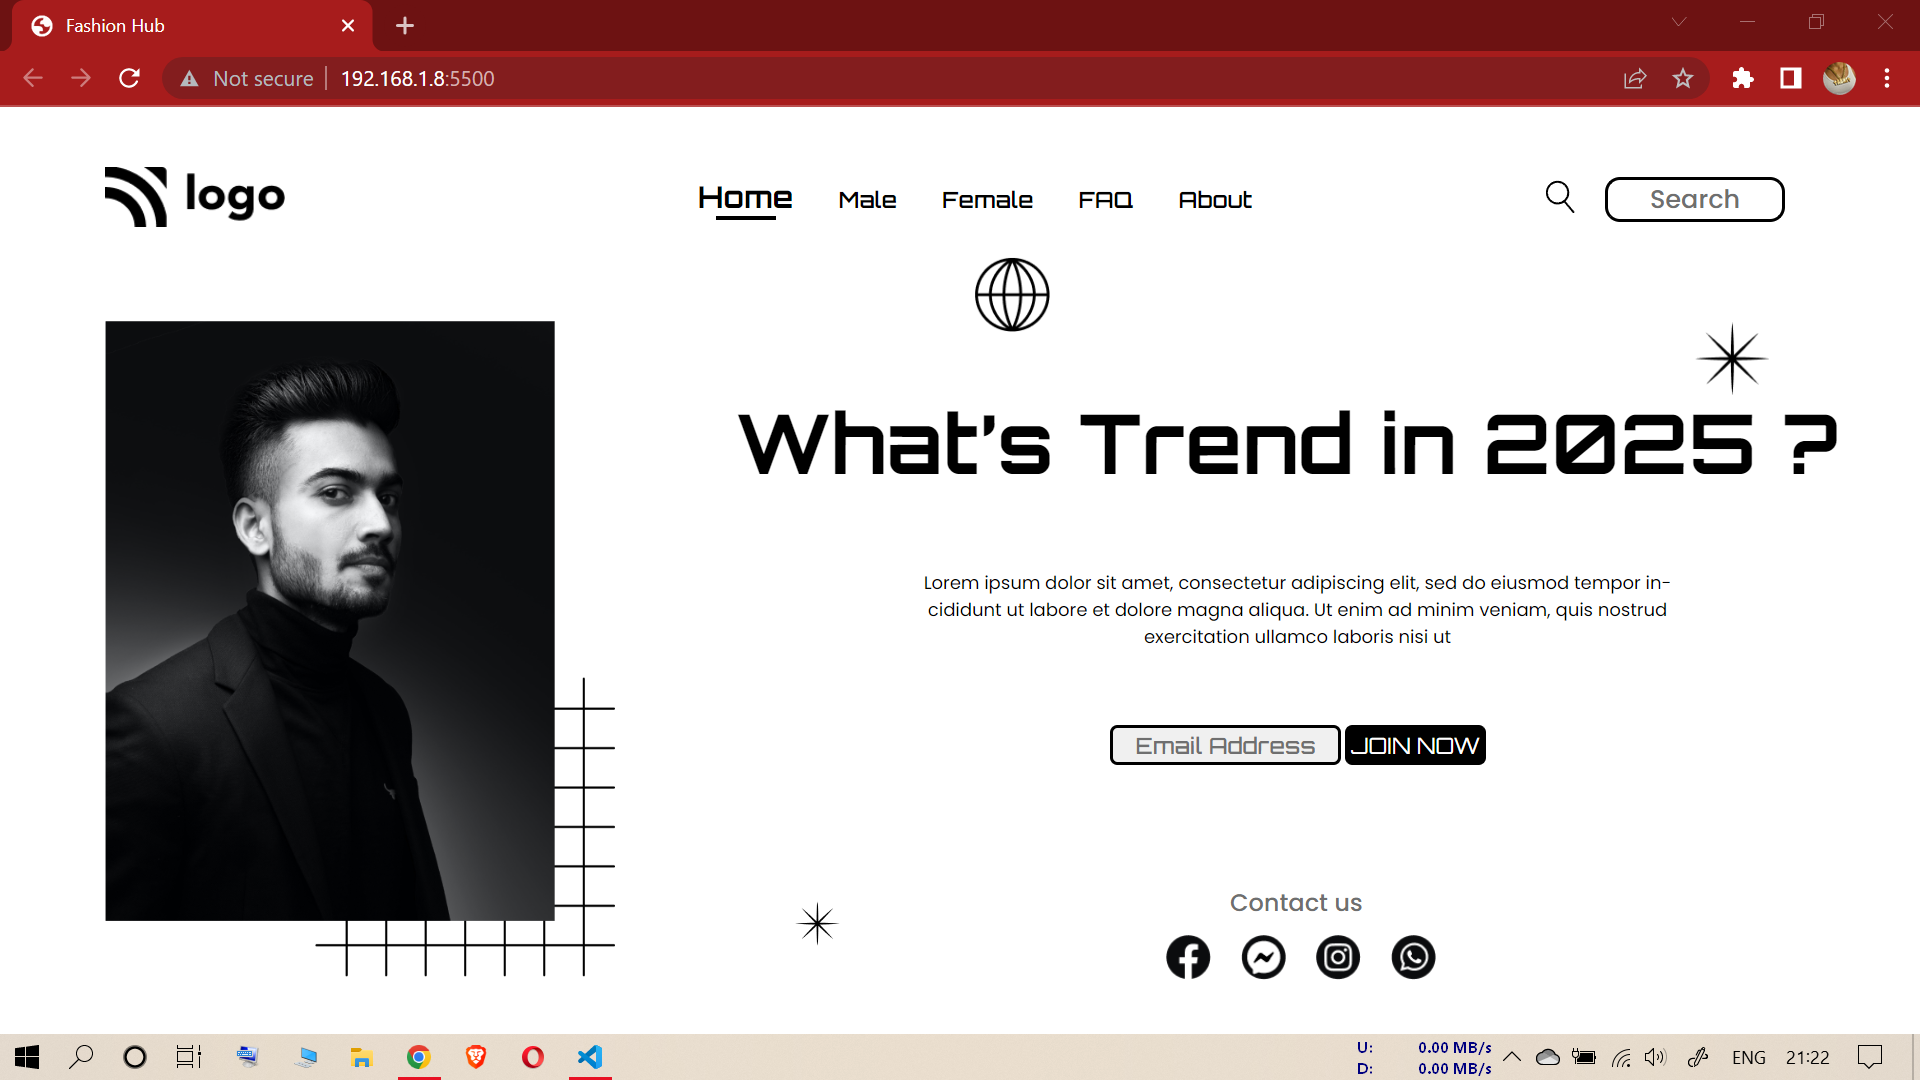 Fashion Hub
Not secure
192.168.1.8:5500
logo
Home Male Female FAQ About
Search
What's Trend in 2025 ?
Lorem ipsum dolor sit amet, consectetur adipiscing elit, sed do eiusmod tempor in-
cididunt ut labore et dolore magna aliqua. Ut enim ad minim veniam, quis nostrud
exercitation ullamco laboris nisi ut
Email Address JOIN NOW
Contact us
U: 0.00 MB/s
D: 0.00 MB/s
ENG 21:22